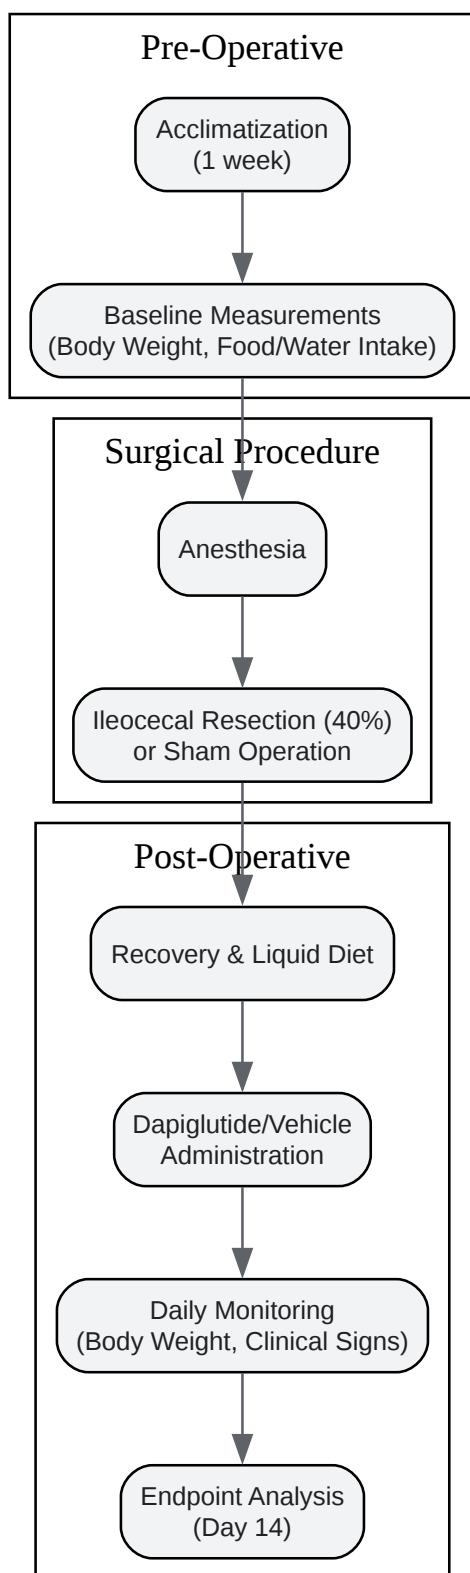 Pre-Operative
Acclimatization
(1 week)
Baseline Measurements
(Body Weight, Food/Water Intake)
Surgical Procedure
Anesthesia
Ileocecal Resection (40%)
or Sham Operation
Post-Operative
Recovery & Liquid Diet
Dapiglutide/Vehicle
Administration
Daily Monitoring
(Body Weight, Clinical Signs)
Endpoint Analysis
(Day 14)